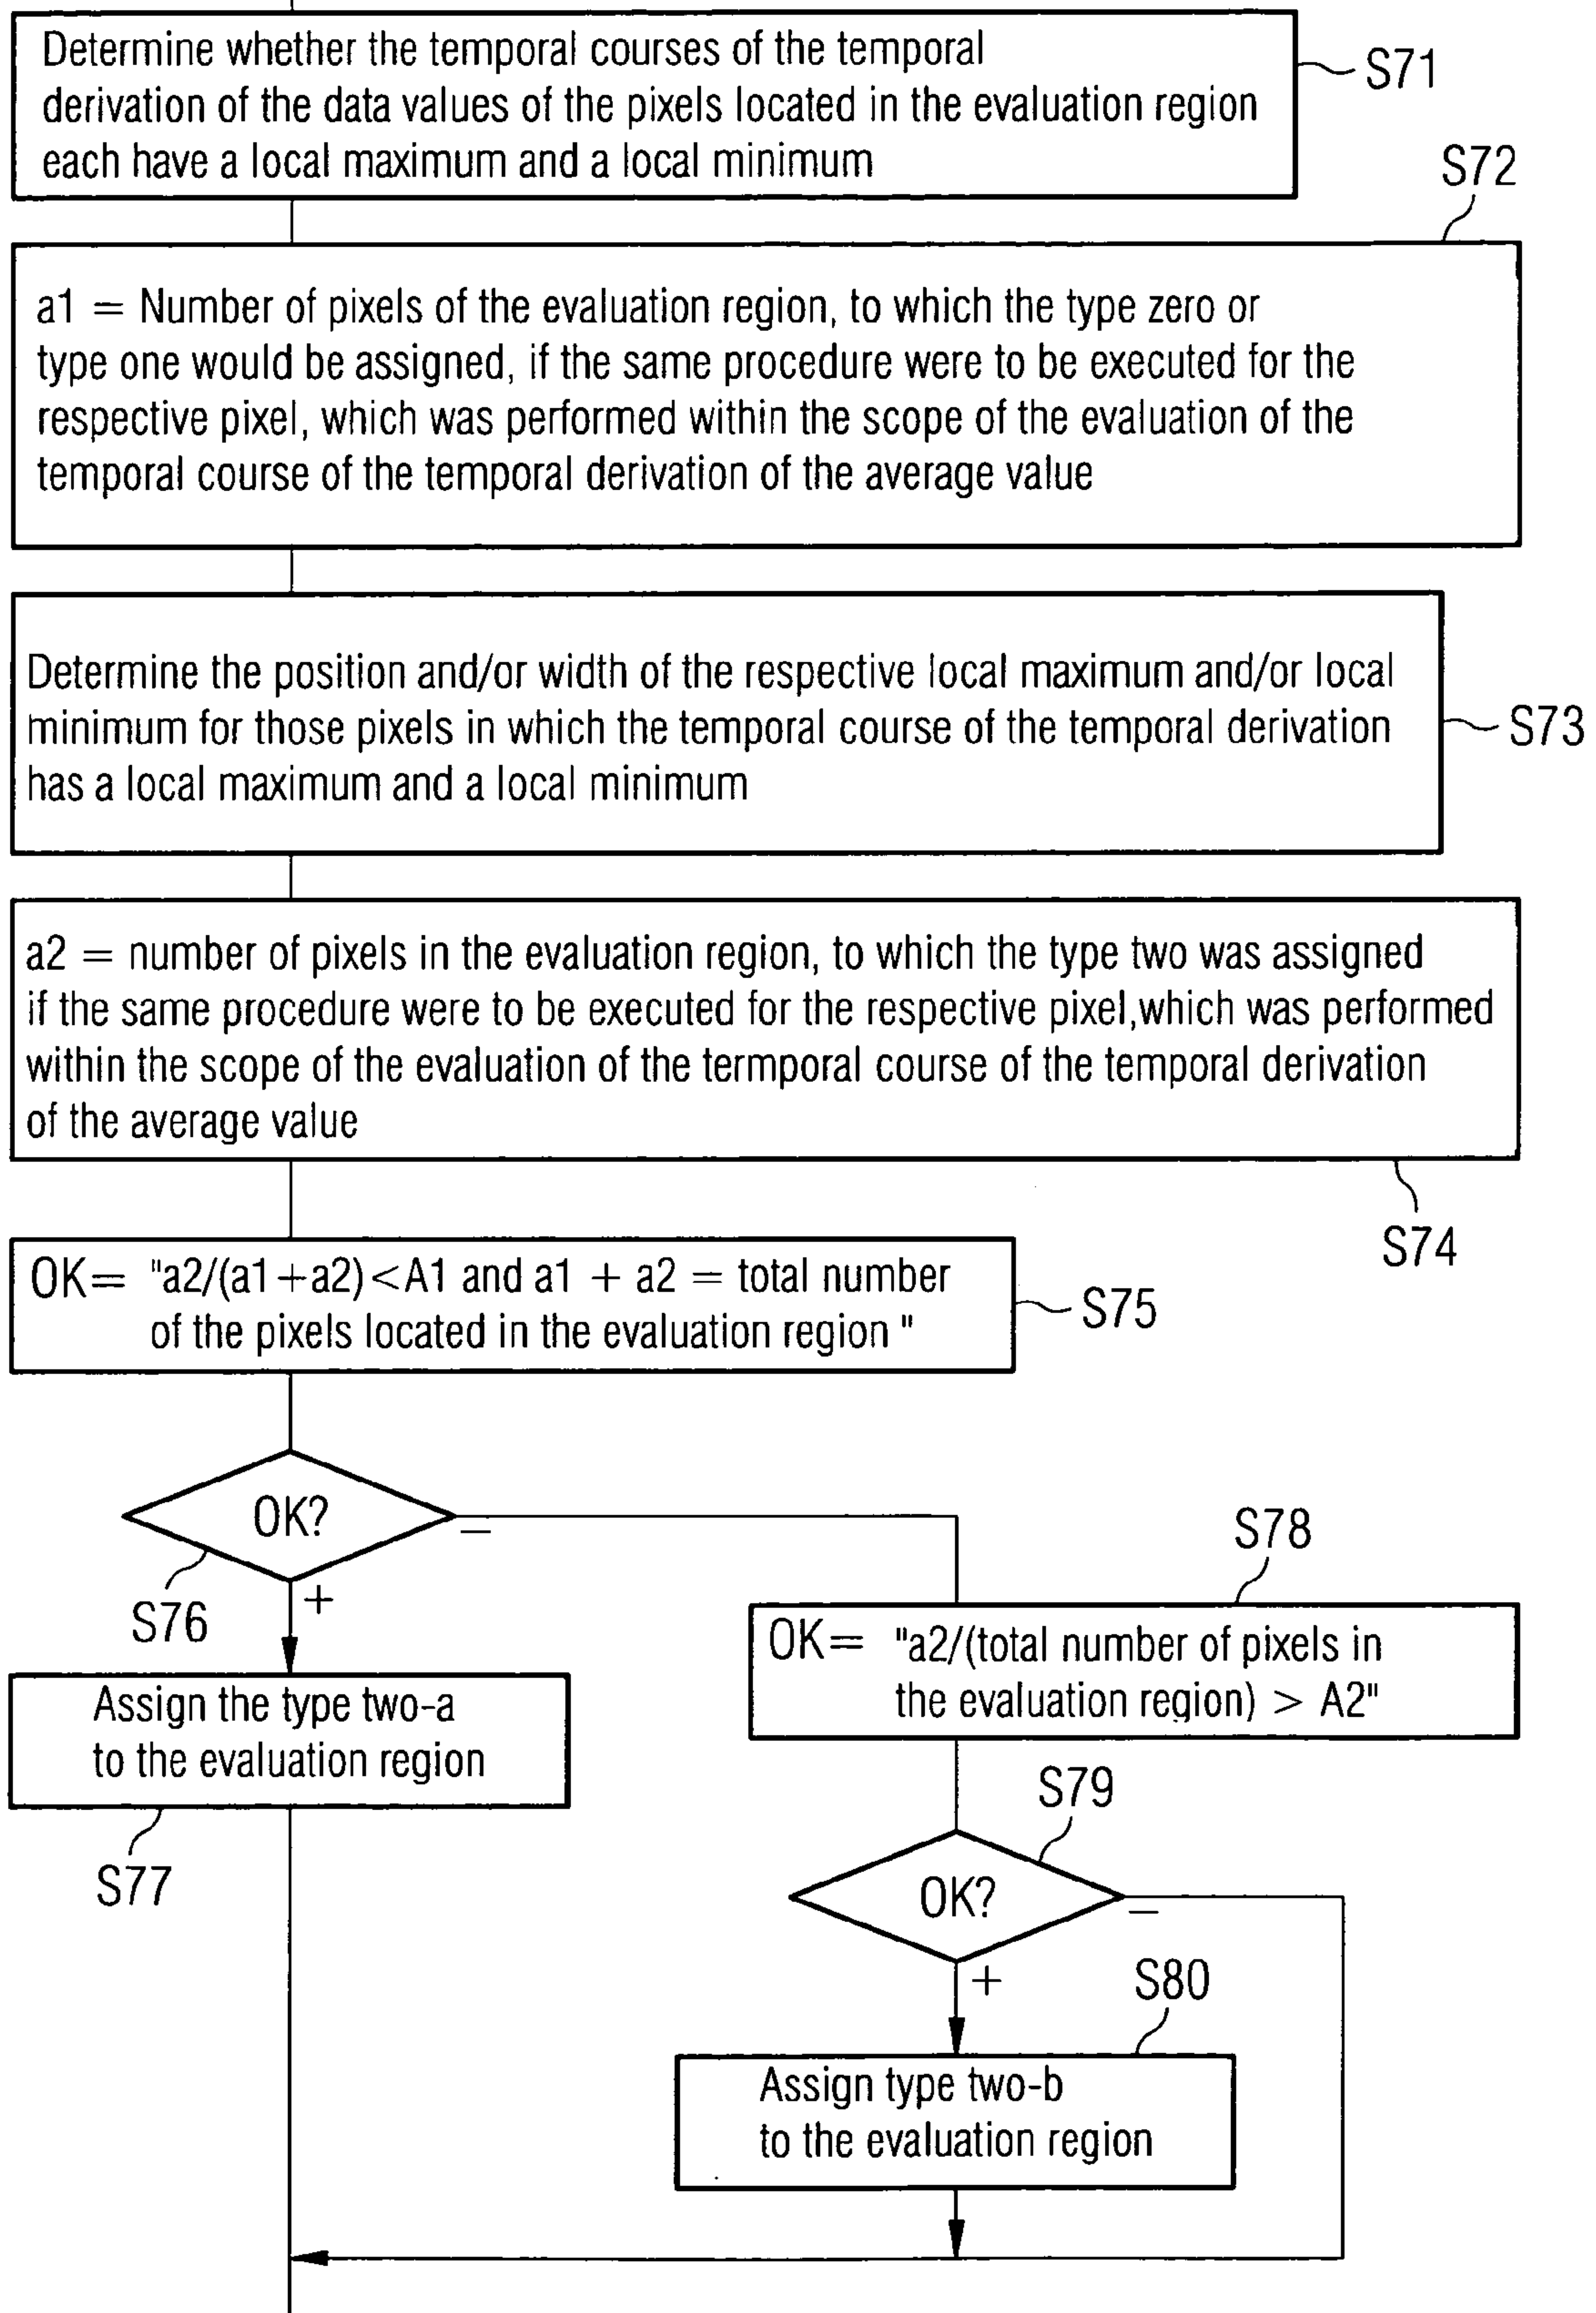 Determine whether the temporal courses of the temporal
derivation of the data values of the pixels located in the evaluation region
each have a local maximum and a local minimum
S71
S72
a1 = Number of pixels of the evaluation region, to which the type zero or
type one would be assigned, if the same procedure were to be executed for the
respective pixel, which was performed within the scope of the evaluation of the
temporal course of the temporal derivation of the average value
Determine the position and/or width of the respective local maximum and/or local
minimum for those pixels in which the temporal course of the temporal derivation
has a local maximum and a local minimum
S73
a2 = number of pixels in the evaluation region, to which the type two was assigned
if the same procedure were to be executed for the respective pixel,which was performed
within the scope of the evaluation of the termporal course of the temporal derivation
of the average value
S74
OK= "a2/(a1+a2)<A1 and a1 + a2 = total number
of the pixels located in the evaluation region "
S75
OK?
–
+
S76
S78
OK= "a2/(total number of pixels in
the evaluation region) > A2"
Assign the type two-a
to the evaluation region
S77
S79
OK?
–
+
S80
Assign type two-b
to the evaluation region